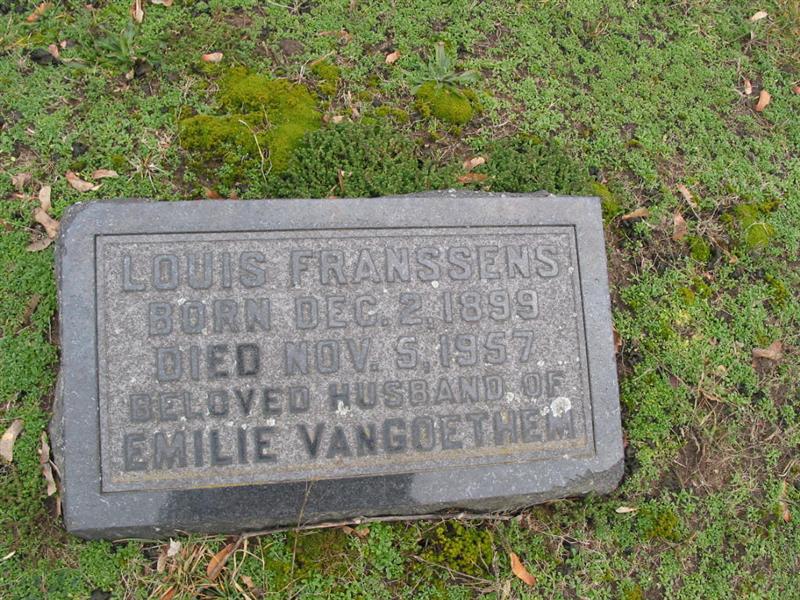 LOUIS FRANSSENS
BORN DEC. 2, 1899
DIED NOV. 5, 1957
BELOVED HUSBAND OF
EMILIE VANGOETHEM